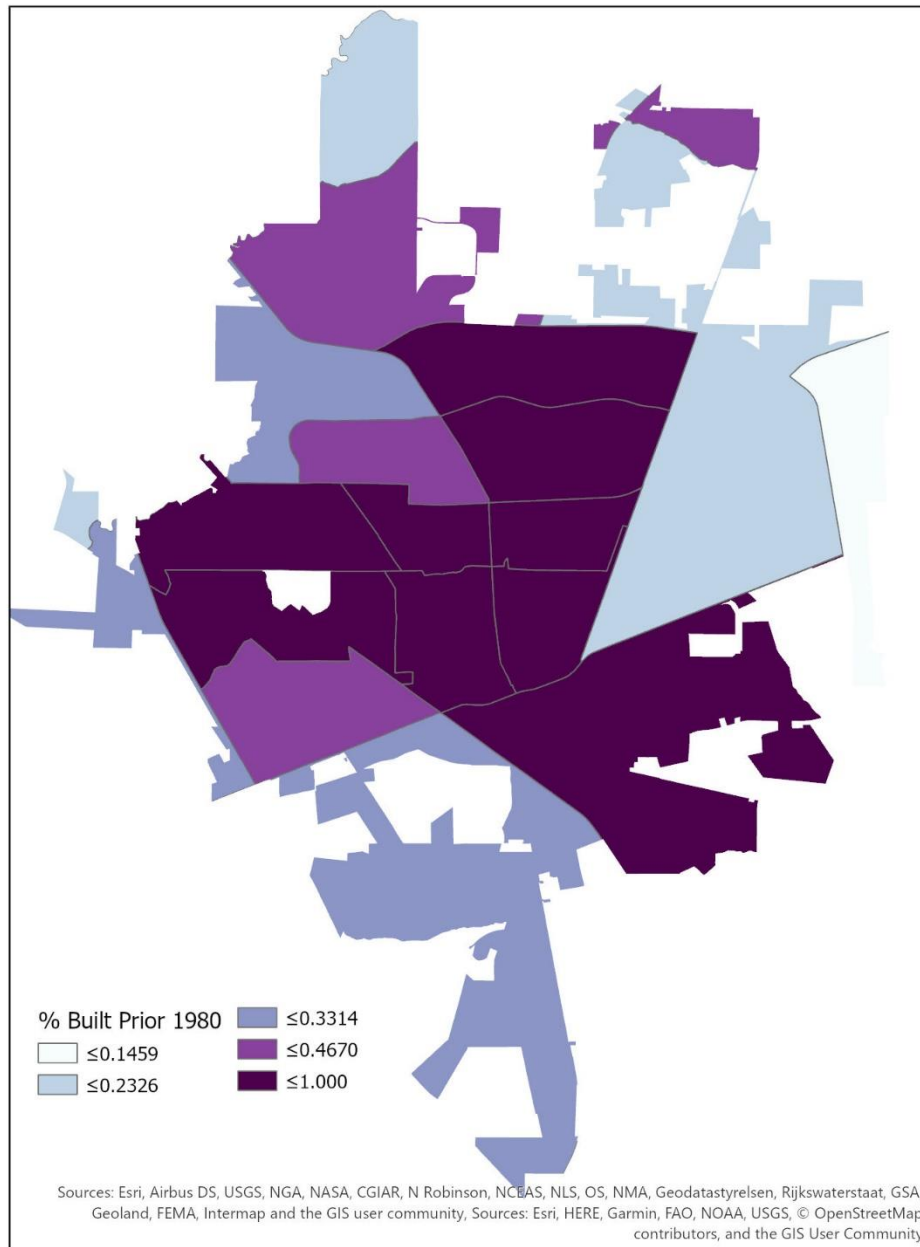 % Built Prior 1980
≤0.1459
≤0.2326
≤0.3314
≤0.4670
≤1.000
Sources: Esri, Airbus DS, USGS, NGA, NASA, CGIAR, N Robinson, NCEAS, NLS, OS, NMA, Geodatastyrelsen, Rijkswaterstaat, GSA,
Geoland, FEMA, Intermap and the GIS user community, Sources: Esri, HERE, Garmin, FAO, NOAA, USGS, © OpenStreetMap
contributors, and the GIS User Community